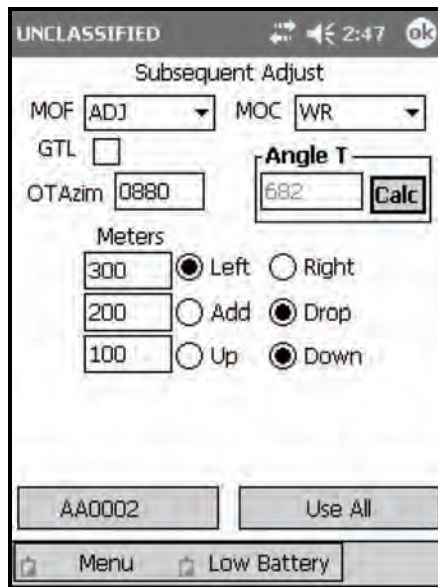 UNCLASSIFIED 2:47 ok
Subsequent Adjust
MOF ADJ MOC WR
GTL
Angle T
OTAzim 0880 682 Calc
Meters
300 Left Right
200 Add Drop
100 Up Down
AA0002 Use All
Menu Low Battery